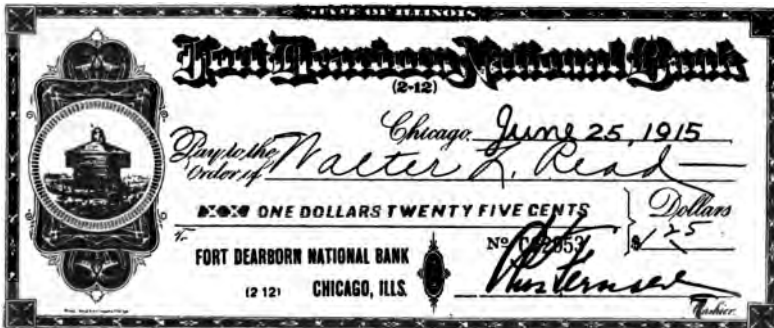 STATE OF ILLINOIS
Fort Dearborn National Bank
(2-12)
Chicago June 25, 1915
Pay to the
Order of Walter L. Read
ONE DOLLARS TWENTY FIVE CENTS Dollars
$1 25
To
FORT DEARBORN NATIONAL BANK
(2 12) CHICAGO, ILLS.
Cashier.